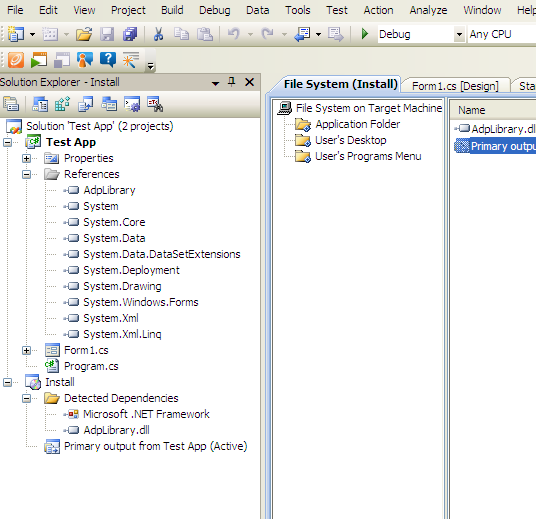 File Edit View Project Build Debug Data Tools Test Action Analyze Window Help
Debug Any CPU
Solution Explorer - Install
File System (Install) Form1.cs [Design] Sta
Solution 'Test App' (2 projects)
Test App
Properties
References
AdpLibrary
System
System.Core
System.Data
System.Data.DataSetExtensions
System.Deployment
System.Drawing
System.Windows.Forms
System.Xml
System.Xml.Linq
Form1.cs
Program.cs
Install
Detected Dependencies
Microsoft .NET Framework
AdpLibrary.dll
Primary output from Test App (Active)
File System on Target Machine
Application Folder
User's Desktop
User's Programs Menu
Name
AdpLibrary.dl
Primary outpu